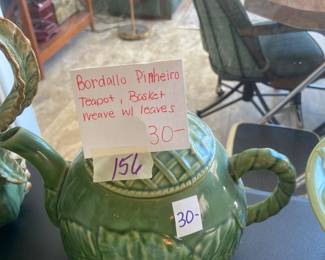 Bordallo Pinheiro
Teapot, Basket
weave w/ leaves
30-
156
30-